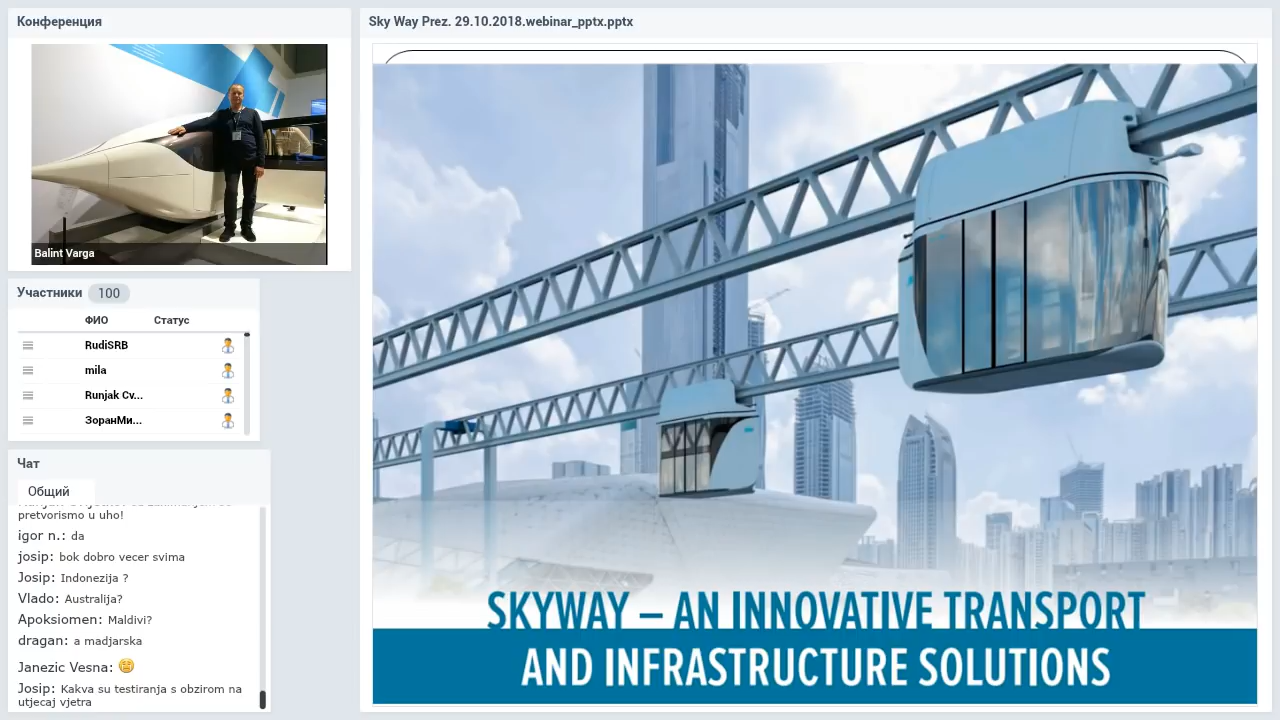 Конференция
Balint Varga
Участники 100
ФИО Статус
RudiSRB
mila
Runjak Cv...
ЗоранМи...
Чат
Общий
pretvorismo u uho!
igor n.: da
josip: bok dobro vecer svima
Josip: Indonezija ?
Vlado: Australija?
Apoksiomen: Maldivi?
dragan: a madjarska
Janezic Vesna:
Josip: Kakva su testiranja s obzirom na
utjecaj vjetra
Sky Way Prez. 29.10.2018.webinar_pptx.pptx
SKYWAY – AN INNOVATIVE TRANSPORT
AND INFRASTRUCTURE SOLUTIONS